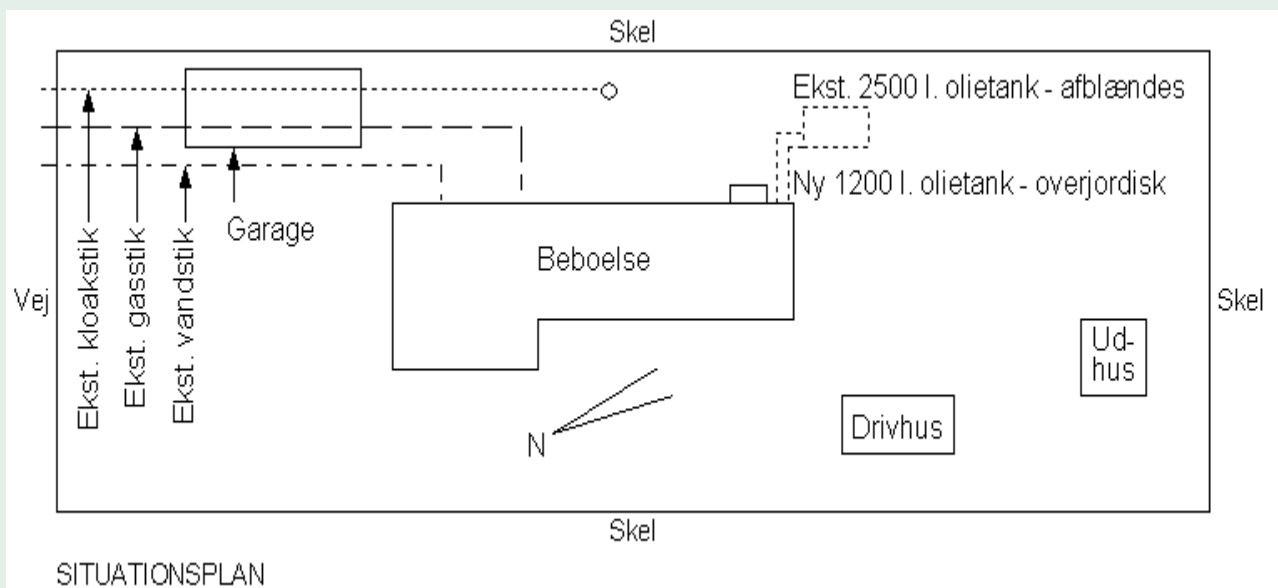 Skel
Ekst. 2500 l. olietank - afblændes
Ny 1200 l. olietank - overjordisk
Garage
Beboelse
Ekst. kloakstik
Ekst. gasstik
Ekst. vandstik
Vej
Skel
Ud-
hus
Drivhus
N
Skel
SITUATIONSPLAN